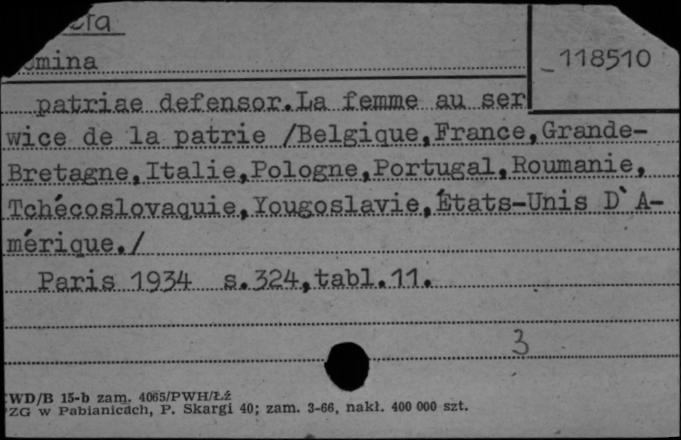 118510
mina
patriae defensor.La femme au ser
wice de la patrie /Belgique,France,Grande-
Bretagne,Italie,Pologne,Portugal,Roumanie,
Tchécoslovaquie,Yougoslavie,États-Unis D`A-
mérique./
Paris 1934 s.324,tabl.11.
3
WD/B 15-b zam. 4065/PWH/Łź
ZG w Pabianicach, P. Skargi 40; zam. 3-66, nakł. 400 000 szt.